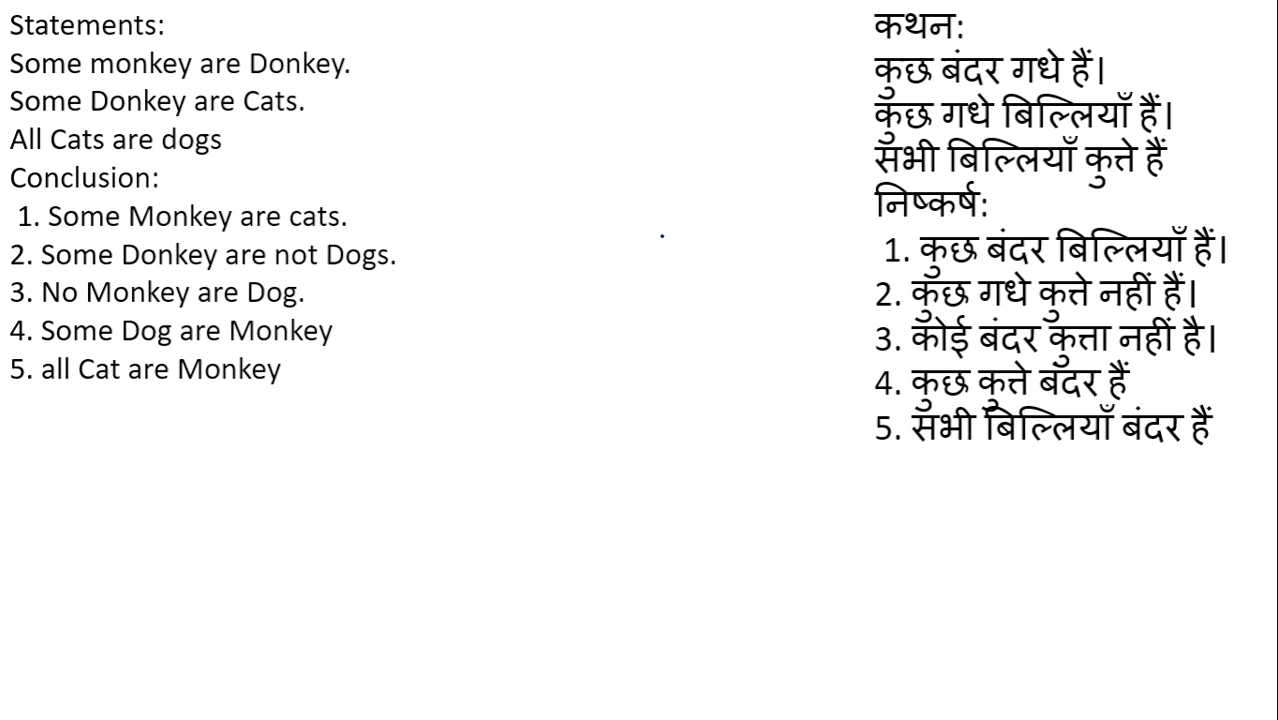 Statements:
Some monkey are Donkey.
Some Donkey are Cats.
All Cats are dogs
Conclusion:
1. Some Monkey are cats.
2. Some Donkey are not Dogs.
3. No Monkey are Dog.
4. Some Dog are Monkey
5. all Cat are Monkey
कथन:
कुछ बंदर गधे हैं।
कुछ गधे बिल्लियाँ हैं।
सभी बिल्लियाँ कुत्ते हैं
निष्कर्ष:
1. कुछ बंदर बिल्लियाँ हैं।
2. कुछ गधे कुत्ते नहीं हैं।
3. कोई बंदर कुत्ता नहीं है।
4. कुछ कुत्ते बंदर हैं
5. सभी बिल्लियाँ बंदर हैं